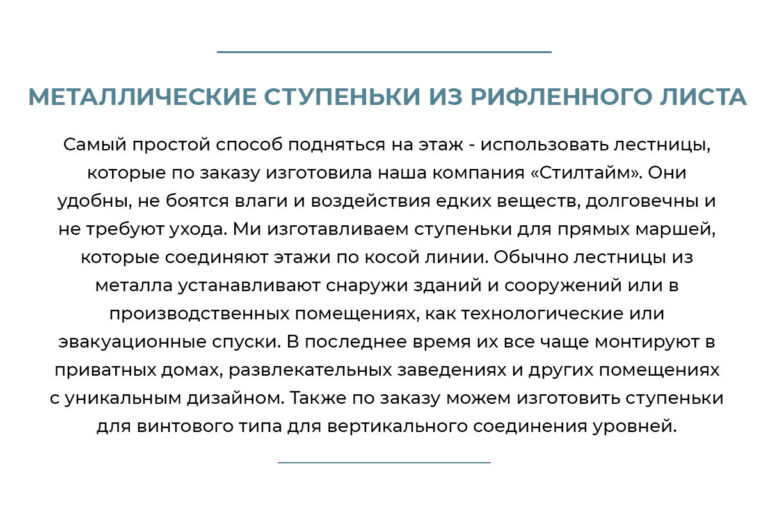 МЕТАЛЛИЧЕСКИЕ СТУПЕНЬКИ ИЗ РИФЛЕННОГО ЛИСТА
Самый простой способ подняться на этаж - использовать лестницы,
которые по заказу изготовила наша компания «Стилтайм». Они
удобны, не боятся влаги и воздействия едких веществ, долговечны и
не требуют ухода. Ми изготавливаем ступеньки для прямых маршей,
которые соединяют этажи по косой линии. Обычно лестницы из
металла устанавливают снаружи зданий и сооружений или в
производственных помещениях, как технологические или
эвакуационные спуски. В последнее время их все чаще монтируют в
приватных домах, развлекательных заведениях и других помещениях
с уникальным дизайном. Также по заказу можем изготовить ступеньки
для винтового типа для вертикального соединения уровней.